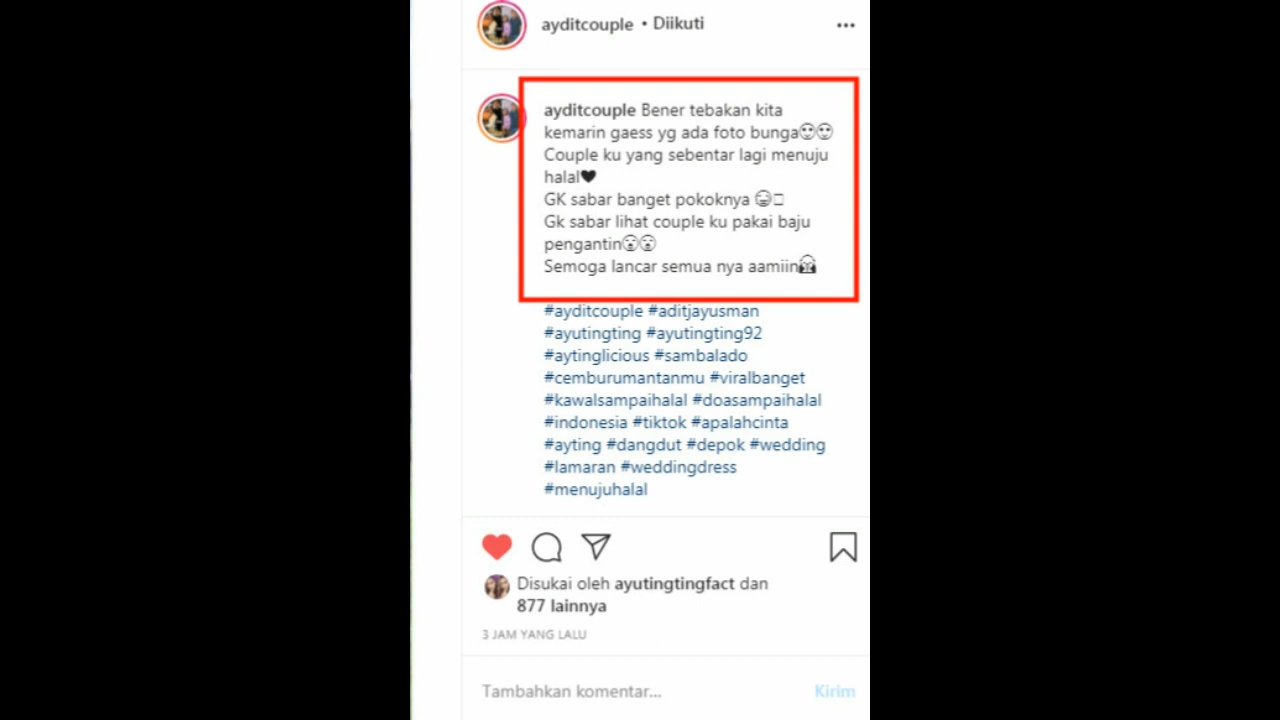 ayditcouple • Diikuti
ayditcouple Bener tebakan kita
kemarin gaess yg ada foto bunga
Couple ku yang sebentar lagi menuju
halal🖤
GK sabar banget pokoknya
Gk sabar lihat couple ku pakai baju
pengantin
Semoga lancar semua nya aamiin
#ayditcouple #aditjayusman
#ayutingting #ayutingting92
#aytinglicious #sambalado
#cemburumantanmu #viralbanget
#kawalsampaihalal #doasampaihalal
#indonesia #tiktok #apalahcinta
#ayting #dangdut #depok #wedding
#lamaran #weddingdress
#menujuhalal
Disukai oleh ayutingtingfact dan
877 lainnya
3 JAM YANG LALU
Tambahkan komentar... Kirim